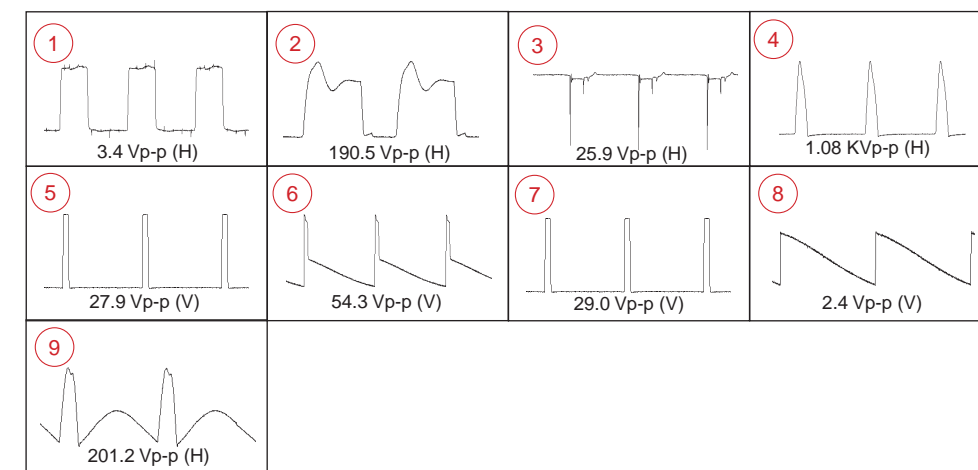 1
3.4 Vp-p (H)
2
190.5 Vp-p (H)
3
25.9 Vp-p (H)
4
1.08 KVp-p (H)
5
27.9 Vp-p (V)
6
54.3 Vp-p (V)
7
29.0 Vp-p (V)
8
2.4 Vp-p (V)
9
201.2 Vp-p (H)